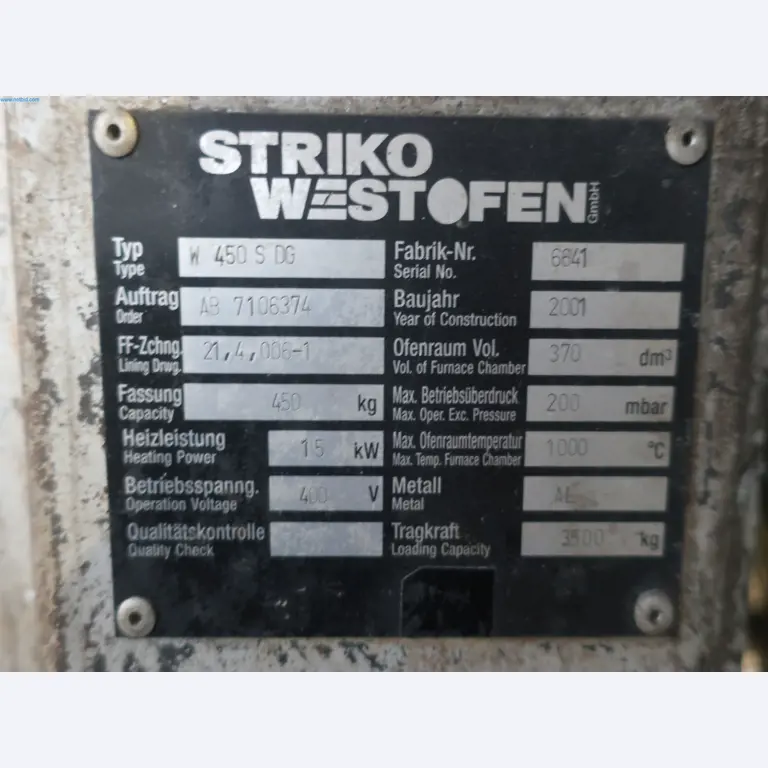 STRIKO
WESTOFEN GmbH
Typ W 450 S DG Fabrik-Nr. 6841
Type Serial No.
Auftrag AB 7106374 Baujahr 2001
Order Year of Construction
FF-Zchng. 21,4,006-1 Ofenraum Vol. 370 dm³
Lining Drwg. Vol. of Furnace Chamber
Fassung 450 kg Max. Betriebsüberdruck 200 mbar
Capacity Max. Oper. Exc. Pressure
Heizleistung 15 kW Max. Ofenraumtemperatur 1000 °C
Heating Power Max. Temp. Furnace Chamber
Betriebsspanng. 400 V Metall AL
Operation Voltage Metal
Qualitätskontrolle Tragkraft 3500 kg
Quality Check Loading Capacity